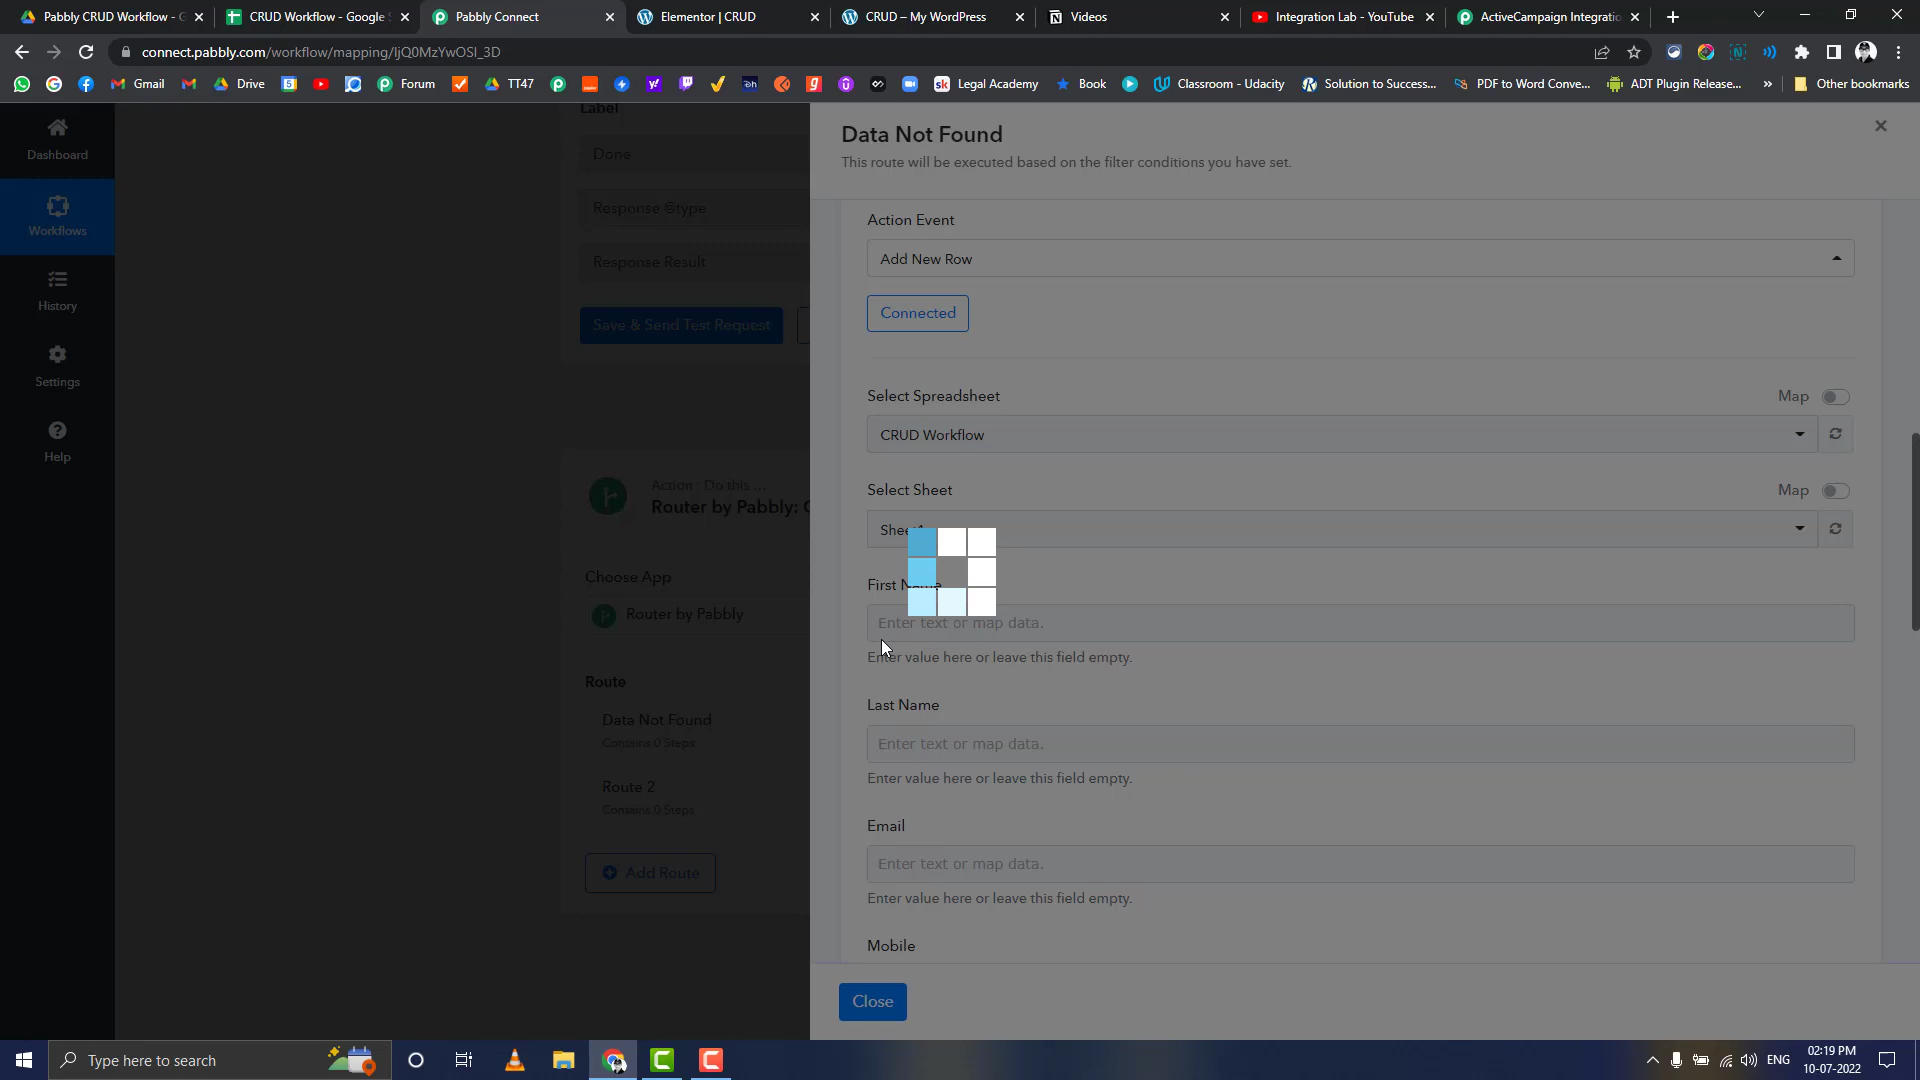 Pabbly CRUD Workflow - G
CRUD Workflow - Google S
Pabbly Connect
Elementor | CRUD
CRUD – My WordPress
Videos
Integration Lab - YouTube
ActiveCampaign Integratio
connect.pabbly.com/workflow/mapping/IjQ0MzYwOSI_3D
Gmail
Drive
Forum
TT47
Legal Academy
Book
Classroom - Udacity
Solution to Success...
PDF to Word Conve...
ADT Plugin Release...
Other bookmarks
Dashboard
Workflows
History
Settings
Help
Label
Done
Response Ctype
Response Result
Save & Send Test Request
Action : Do this ...
Router by Pabbly:
Choose App
Router by Pabbly
Route
Data Not Found
Contains 0 Steps
Route 2
Contains 0 Steps
Add Route
Data Not Found
This route will be executed based on the filter conditions you have set.
Action Event
Add New Row
Connected
Select Spreadsheet
Map
CRUD Workflow
Select Sheet
Map
Sheet1
First Name
Enter text or map data.
Enter value here or leave this field empty.
Last Name
Enter text or map data.
Enter value here or leave this field empty.
Email
Enter text or map data.
Enter value here or leave this field empty.
Mobile
Close
Type here to search
ENG
02:19 PM
10-07-2022